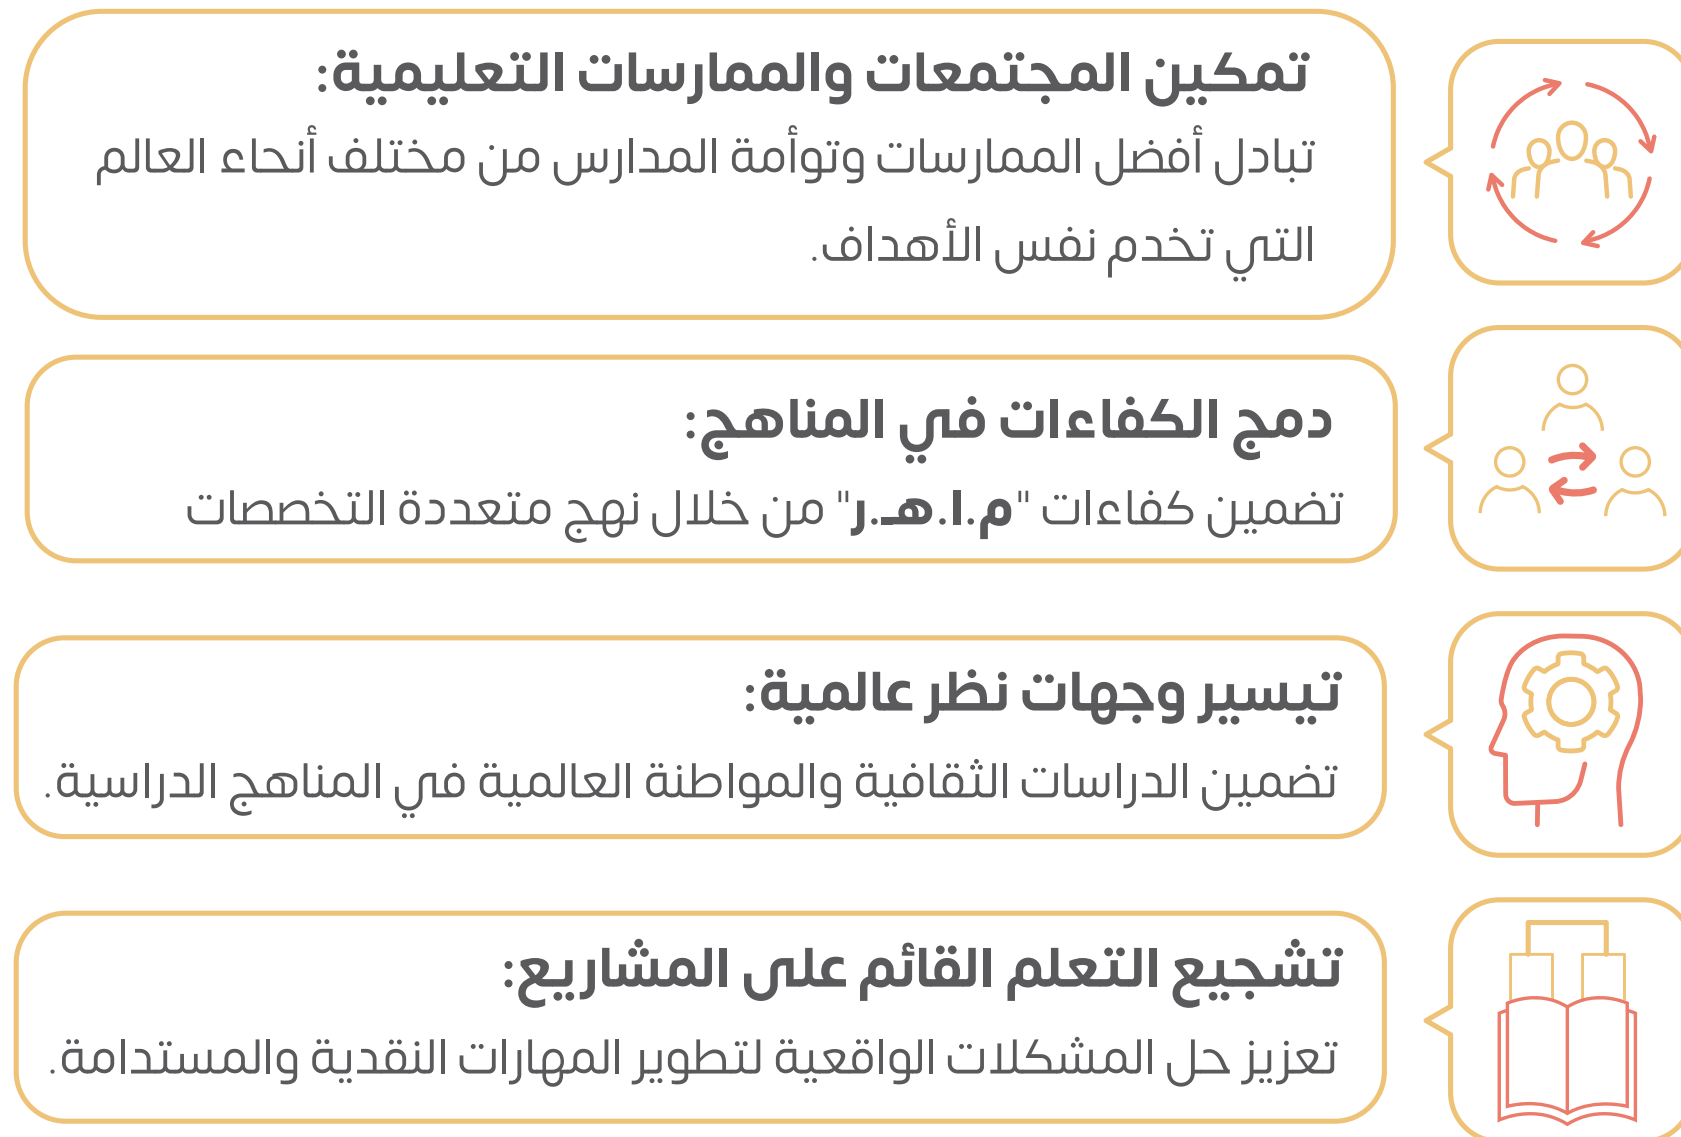 تمكين المجتمعات والممارسات التعليمية:
تبادل أفضل الممارسات وتوأمة المدارس من مختلف أنحاء العالم
التي تخدم نفس الأهداف.
دمج الكفاءات في المناهج:
تضمين كفاءات "م.ا.هـ.ر" من خلال نهج متعددة التخصصات
تيسير وجهات نظر عالمية:
تضمين الدراسات الثقافية والمواطنة العالمية في المناهج الدراسية.
تشجيع التعلم القائم على المشاريع:
تعزيز حل المشكلات الواقعية لتطوير المهارات النقدية والمستدامة.